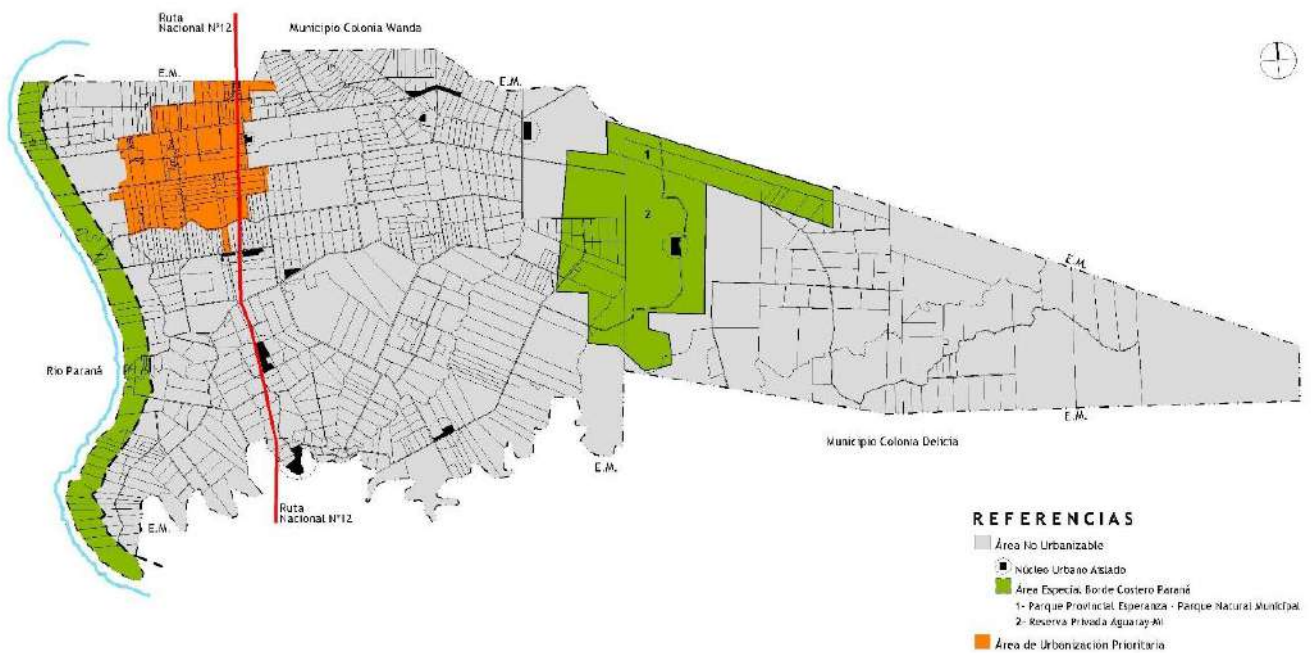 Ruta
Nacional N°12
Municipio Colonia Wanda
E.M.
E.M.
1
2
E.M.
Río Paraná
E.M.
Municipio Colonia Delicia
E.M.
E.M.
Ruta
Nacional N°12
REFERENCIAS
Área No Urbanizable
Núcleo Urbano Aislado
Área Especial Borde Costero Paraná
1- Parque Provincial Esperanza - Parque Natural Municipal
2- Reserva Privada Aguaray-Mi
Área de Urbanización Prioritaria